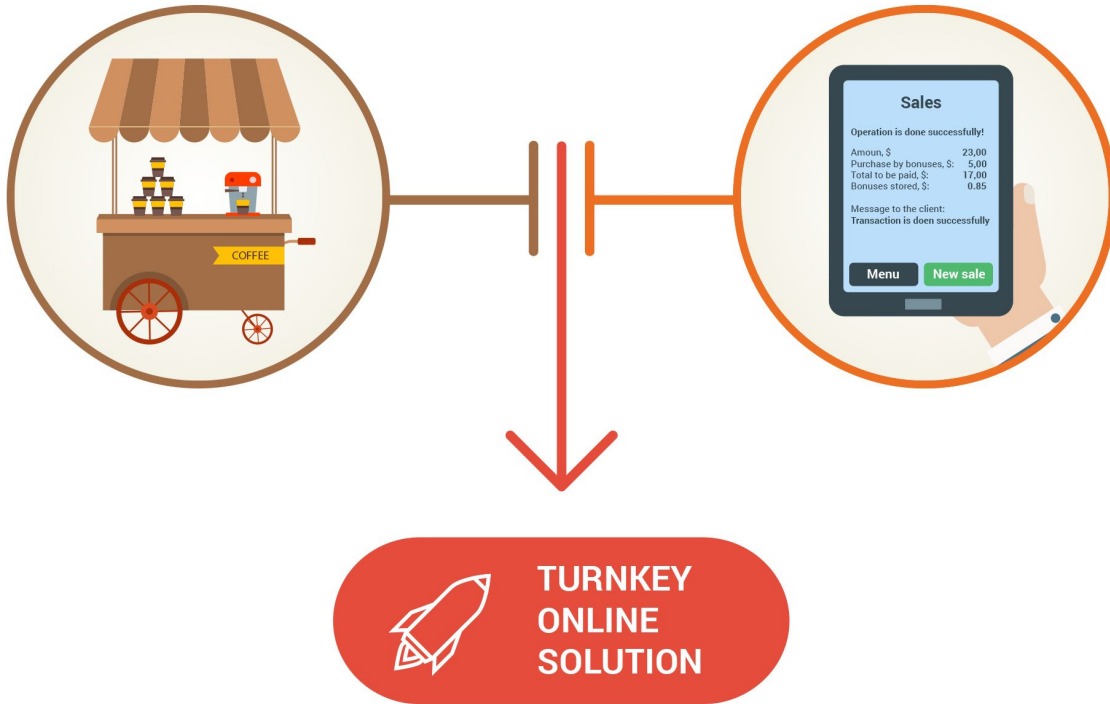 COFFEE
Sales
Operation is done successfully!
Amoun, $ 23,00
Purchase by bonuses, $: 5,00
Total to be paid, $: 17,00
Bonuses stored, $: 0.85
Message to the client:
Transaction is doen successfully
Menu New sale
TURNKEY
ONLINE
SOLUTION